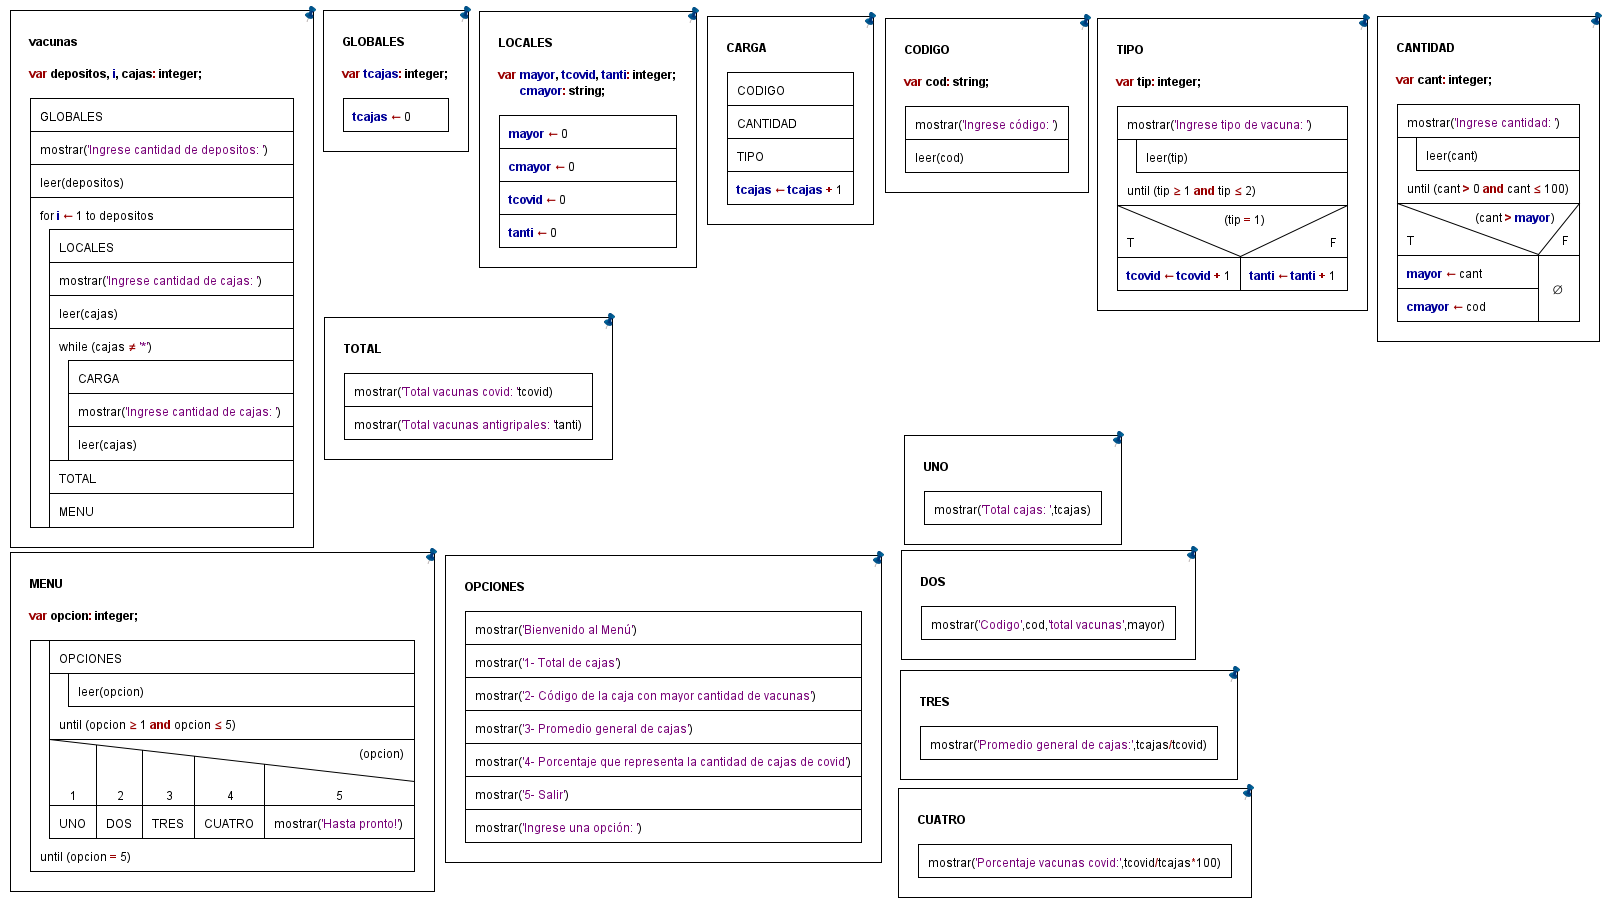 vacunas
var depositos, i, cajas: integer;
GLOBALES
mostrar('Ingrese cantidad de depositos: ')
leer(depositos)
for i ← 1 to depositos
LOCALES
mostrar('Ingrese cantidad de cajas: ')
leer(cajas)
while (cajas ≠ '*')
CARGA
mostrar('Ingrese cantidad de cajas: ')
leer(cajas)
TOTAL
MENU
GLOBALES
var tcajas: integer;
tcajas ← 0
LOCALES
var mayor, tcovid, tanti: integer;
cmayor: string;
mayor ← 0
cmayor ← 0
tcovid ← 0
tanti ← 0
CARGA
CODIGO
CANTIDAD
TIPO
tcajas ← tcajas + 1
CODIGO
var cod: string;
mostrar('Ingrese código: ')
leer(cod)
TIPO
var tip: integer;
mostrar('Ingrese tipo de vacuna: ')
leer(tip)
until (tip ≥ 1 and tip ≤ 2)
(tip = 1)
T F
tcovid ← tcovid + 1 tanti ← tanti + 1
CANTIDAD
var cant: integer;
mostrar('Ingrese cantidad: ')
leer(cant)
until (cant > 0 and cant ≤ 100)
(cant > mayor)
T F
mayor ← cant
∅
cmayor ← cod
TOTAL
mostrar('Total vacunas covid: 'tcovid)
mostrar('Total vacunas antigripales: 'tanti)
UNO
mostrar('Total cajas: ',tcajas)
MENU
var opcion: integer;
OPCIONES
leer(opcion)
until (opcion ≥ 1 and opcion ≤ 5)
(opcion)
1 2 3 4 5
UNO DOS TRES CUATRO mostrar('Hasta pronto!')
until (opcion = 5)
OPCIONES
mostrar('Bienvenido al Menú')
mostrar('1- Total de cajas')
mostrar('2- Código de la caja con mayor cantidad de vacunas')
mostrar('3- Promedio general de cajas')
mostrar('4- Porcentaje que representa la cantidad de cajas de covid')
mostrar('5- Salir')
mostrar('Ingrese una opción: ')
DOS
mostrar('Codigo',cod,'total vacunas',mayor)
TRES
mostrar('Promedio general de cajas:',tcajas/tcovid)
CUATRO
mostrar('Porcentaje vacunas covid:',tcovid/tcajas*100)